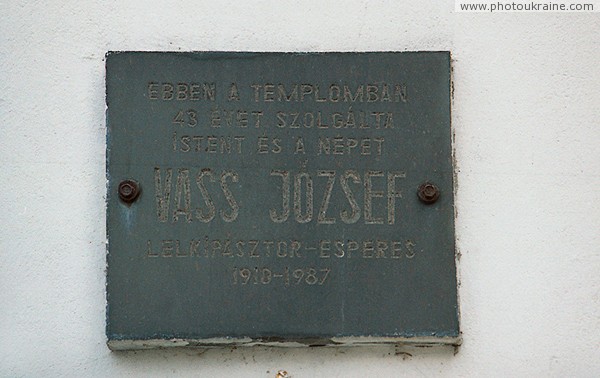 www.photoukraine.com
EBBEN A TEMPLOMBAN
43 ÉVET SZOLGÁLTA
ISTENT ÉS A NÉPET
VASS JÓZSEF
LELKIPÁSZTOR-ESPERES
1910-1987